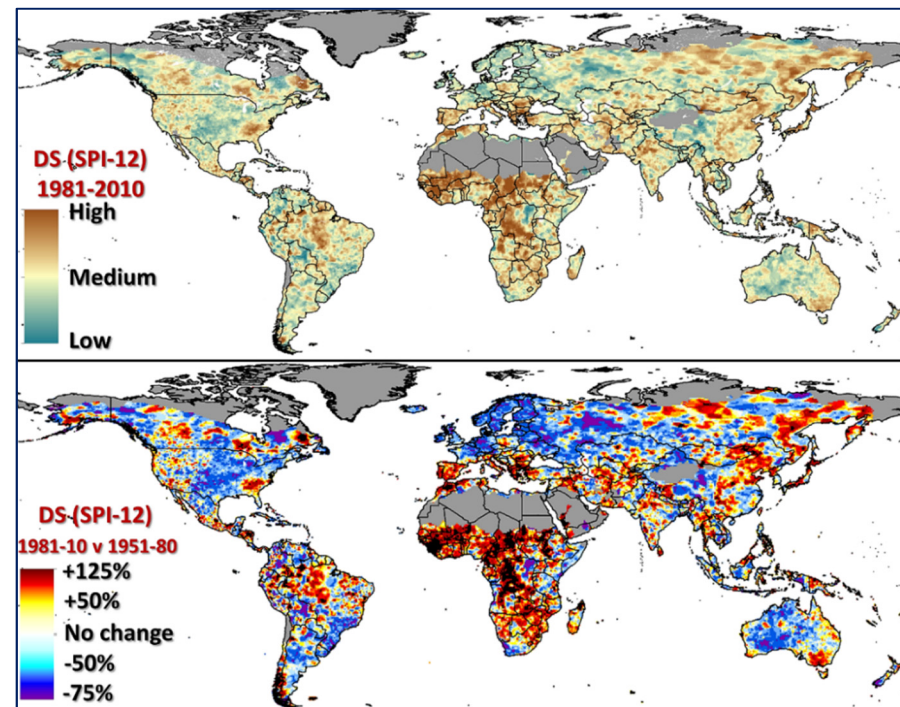 DS (SPI-12)
1981-2010
High
Medium
Low
DS (SPI-12)
1981-10 v 1951-80
+125%
+50%
No change
-50%
-75%